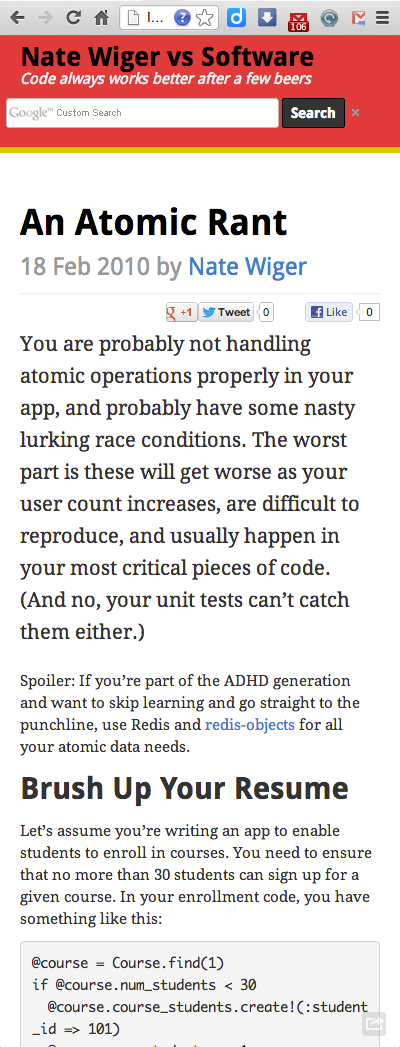 I...
106
Nate Wiger vs Software
Code always works better after a few beers
Google™ Custom Search
Search ×
An Atomic Rant
18 Feb 2010 by Nate Wiger
g +1 Tweet 0 Like 0
You are probably not handling
atomic operations properly in your
app, and probably have some nasty
lurking race conditions. The worst
part is these will get worse as your
user count increases, are difficult to
reproduce, and usually happen in
your most critical pieces of code.
(And no, your unit tests can’t catch
them either.)
Spoiler: If you’re part of the ADHD generation
and want to skip learning and go straight to the
punchline, use Redis and redis-objects for all
your atomic data needs.
Brush Up Your Resume
Let’s assume you’re writing an app to enable
students to enroll in courses. You need to ensure
that no more than 30 students can sign up for a
given course. In your enrollment code, you have
something like this:
@course = Course.find(1)
if @course.num_students < 30
@course.course_students.create!(:student
_id => 101)